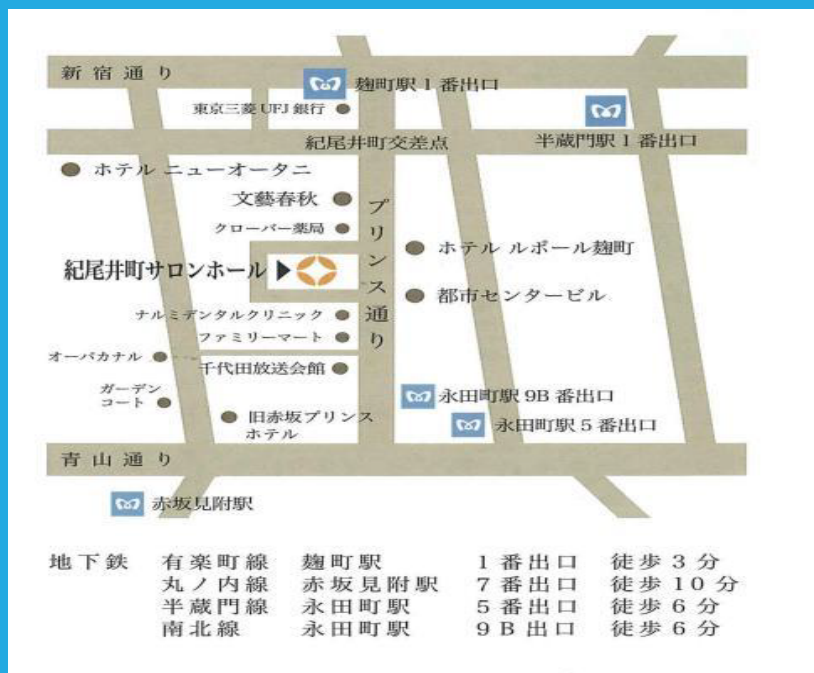 新宿通り
麹町駅1番出口
東京三菱UFJ銀行
紀尾井町交差点
半蔵門駅1番出口
ホテル ニューオータニ
文藝春秋
クローバー薬局
プリンス通り
ホテル ルポール麹町
紀尾井町サロンホール
都市センタービル
ナルミデンタルクリニック
ファミリーマート
オーバカナル
千代田放送会館
ガーデン
コート
永田町駅9B番出口
旧赤坂プリンス
ホテル
永田町駅5番出口
青山通り
赤坂見附駅
地下鉄 有楽町線 麹町駅 1番出口 徒歩3分
丸ノ内線 赤坂見附駅 7番出口 徒歩10分
半蔵門線 永田町駅 5番出口 徒歩6分
南北線 永田町駅 9B出口 徒歩6分